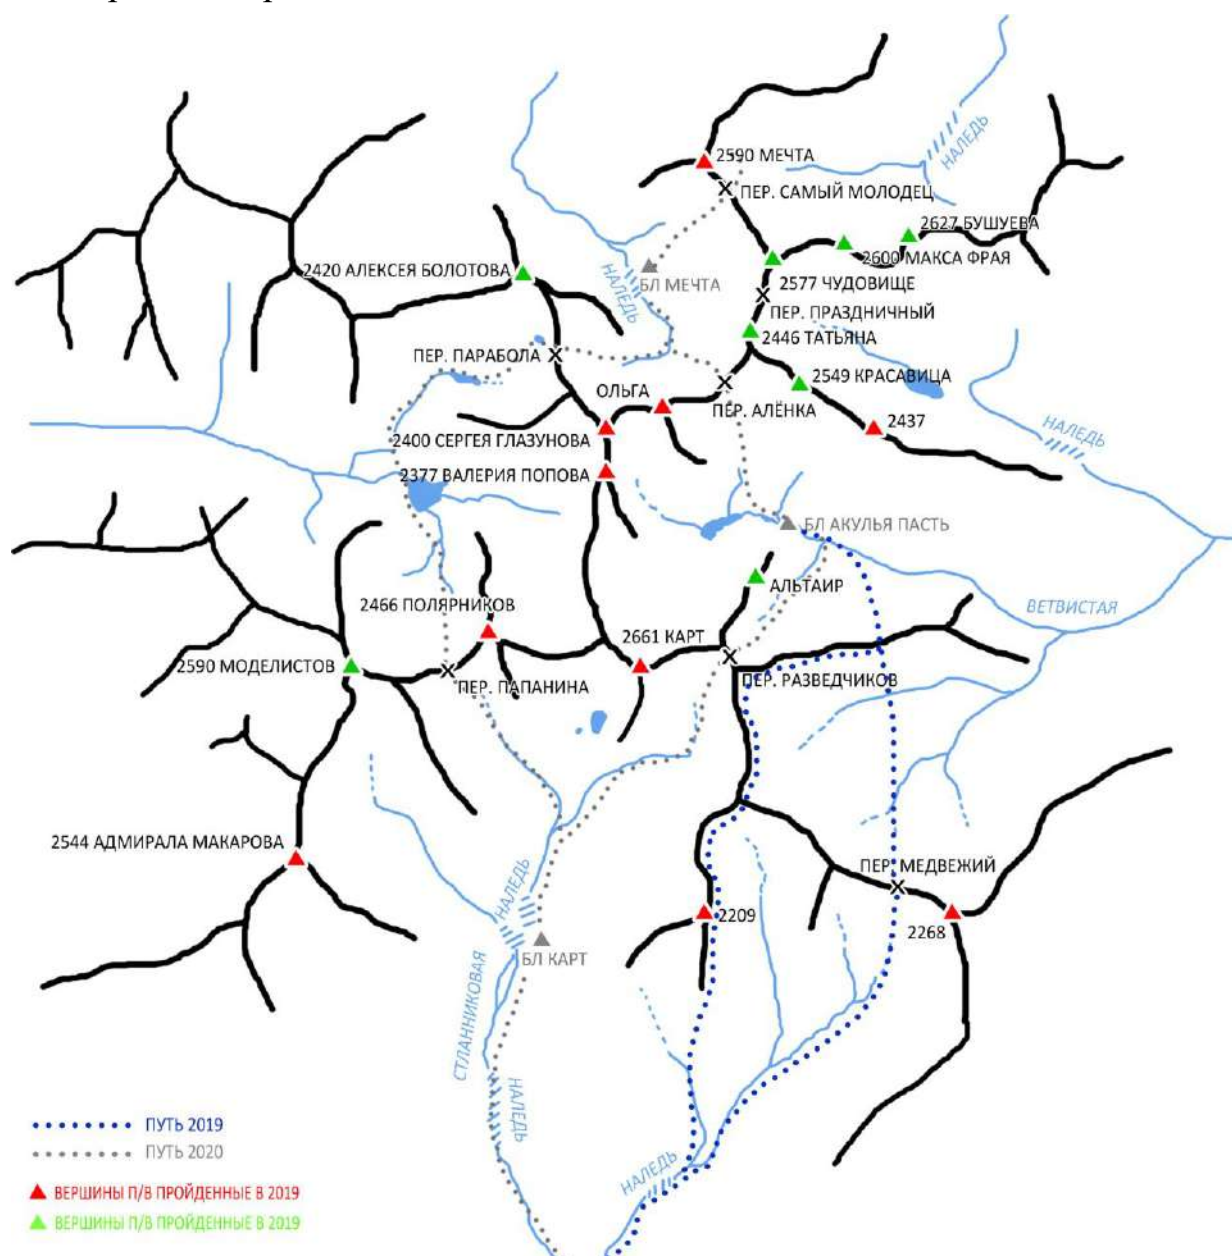 НАЛЕДЬ
2590 МЕЧТА
ПЕР. САМЫЙ МОЛОДЕЦ
2627 БУШУЕВА
2600 МАКСА ФРАЯ
2420 АЛЕКСЕЯ БОЛОТОВА
НАЛЕДЬ
БЛ МЕЧТА
2577 ЧУДОВИЩЕ
ПЕР. ПРАЗДНИЧНЫЙ
2446 ТАТЬЯНА
ПЕР. ПАРАБОЛА
2549 КРАСАВИЦА
ОЛЬГА
ПЕР. АЛЁНКА
2437
НАЛЕДЬ
2400 СЕРГЕЯ ГЛАЗУНОВА
2377 ВАЛЕРИЯ ПОПОВА
БЛ АКУЛЬЯ ПАСТЬ
АЛЬТАИР
ВЕТВИСТАЯ
2466 ПОЛЯРНИКОВ
2661 КАРТ
2590 МОДЕЛИСТОВ
ПЕР. ПАПАНИНА
ПЕР. РАЗВЕДЧИКОВ
2544 АДМИРАЛА МАКАРОВА
ПЕР. МЕДВЕЖИЙ
НАЛЕДЬ
2209
2268
БЛ КАРТ
СТЛАННИКОВАЯ
НАЛЕДЬ
НАЛЕДЬ
ПУТЬ 2019
ПУТЬ 2020
ВЕРШИНЫ П/В ПРОЙДЕННЫЕ В 2019
ВЕРШИНЫ П/В ПРОЙДЕННЫЕ В 2019